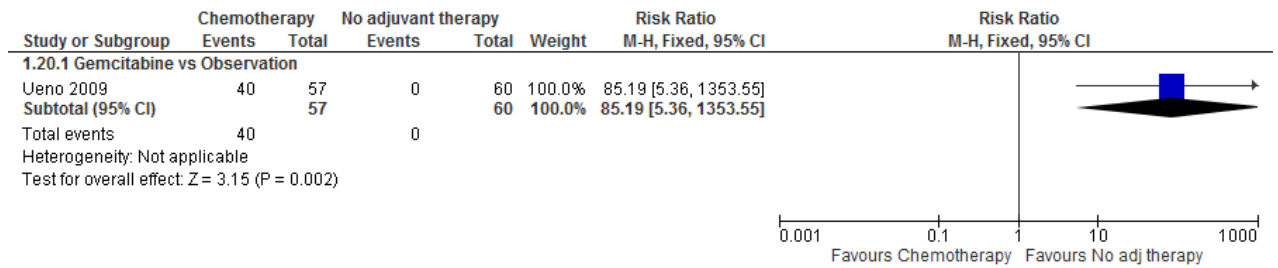 Chemotherapy No adjuvant therapy Risk Ratio Risk Ratio
Study or Subgroup Events Total Events Total Weight M-H, Fixed, 95% CI M-H, Fixed, 95% CI
1.20.1 Gemcitabine vs Observation
Ueno 2009 40 57 0 60 100.0% 85.19 [5.36, 1353.55]
Subtotal (95% CI) 57 60 100.0% 85.19 [5.36, 1353.55]
Total events 40 0
Heterogeneity: Not applicable
Test for overall effect: Z = 3.15 (P = 0.002)
0.001 0.1 1 10 1000
Favours Chemotherapy Favours No adj therapy